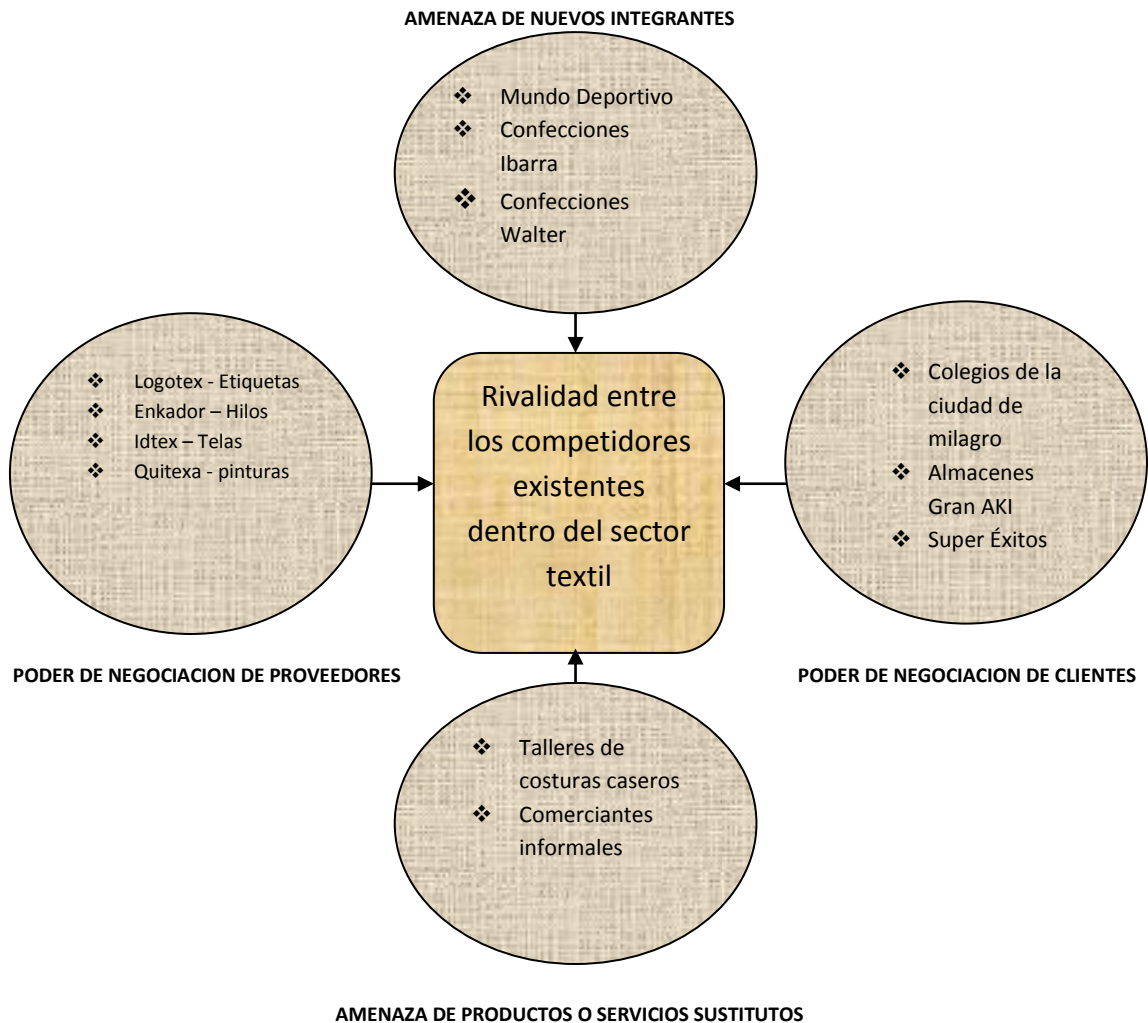 AMENAZA DE NUEVOS INTEGRANTES
❖ Mundo Deportivo
❖ Confecciones
Ibarra
❖ Confecciones
Walter
❖ Logotex - Etiquetas
❖ Enkador – Hilos
❖ Idtex – Telas
❖ Quitexa - pinturas
Rivalidad entre
los competidores
existentes
dentro del sector
textil
❖ Colegios de la
ciudad de
milagro
❖ Almacenes
Gran AKI
❖ Super Éxitos
PODER DE NEGOCIACION DE PROVEEDORES
PODER DE NEGOCIACION DE CLIENTES
❖ Talleres de
costuras caseros
❖ Comerciantes
informales
AMENAZA DE PRODUCTOS O SERVICIOS SUSTITUTOS